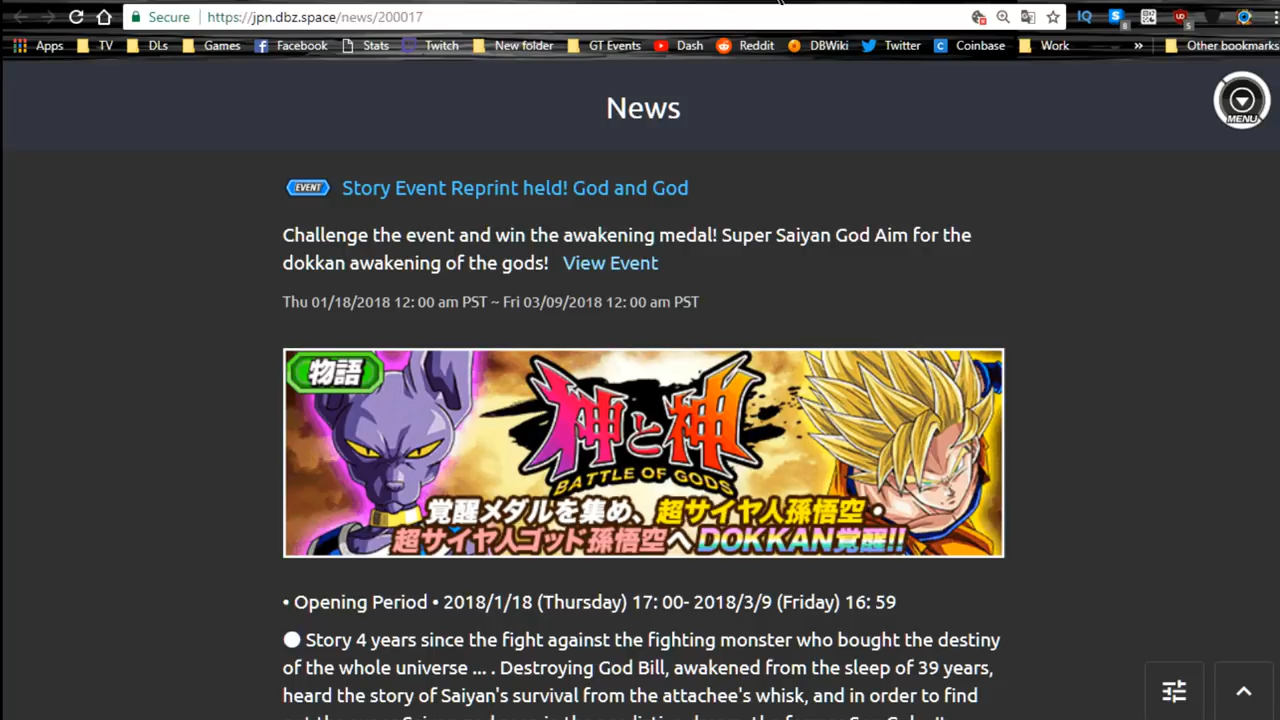 Secure https://jpn.dbz.space/news/200017
Apps TV DLs Games Facebook Stats Twitch New folder GT Events Dash Reddit DBWiki Twitter Coinbase Work » Other bookmarks
News
MENU
EVENT Story Event Reprint held! God and God
Challenge the event and win the awakening medal! Super Saiyan God Aim for the
dokkan awakening of the gods! View Event
Thu 01/18/2018 12: 00 am PST ~ Fri 03/09/2018 12: 00 am PST
物語
神と神
BATTLE OF GODS
覚醒メダルを集め、超サイヤ人孫悟空・
超サイヤ人ゴッド孫悟空へDOKKAN覚醒!!
• Opening Period • 2018/1/18 (Thursday) 17: 00- 2018/3/9 (Friday) 16: 59
● Story 4 years since the fight against the fighting monster who bought the destiny
of the whole universe ... . Destroying God Bill, awakened from the sleep of 39 years,
heard the story of Saiyan's survival from the attachee's whisk, and in order to find